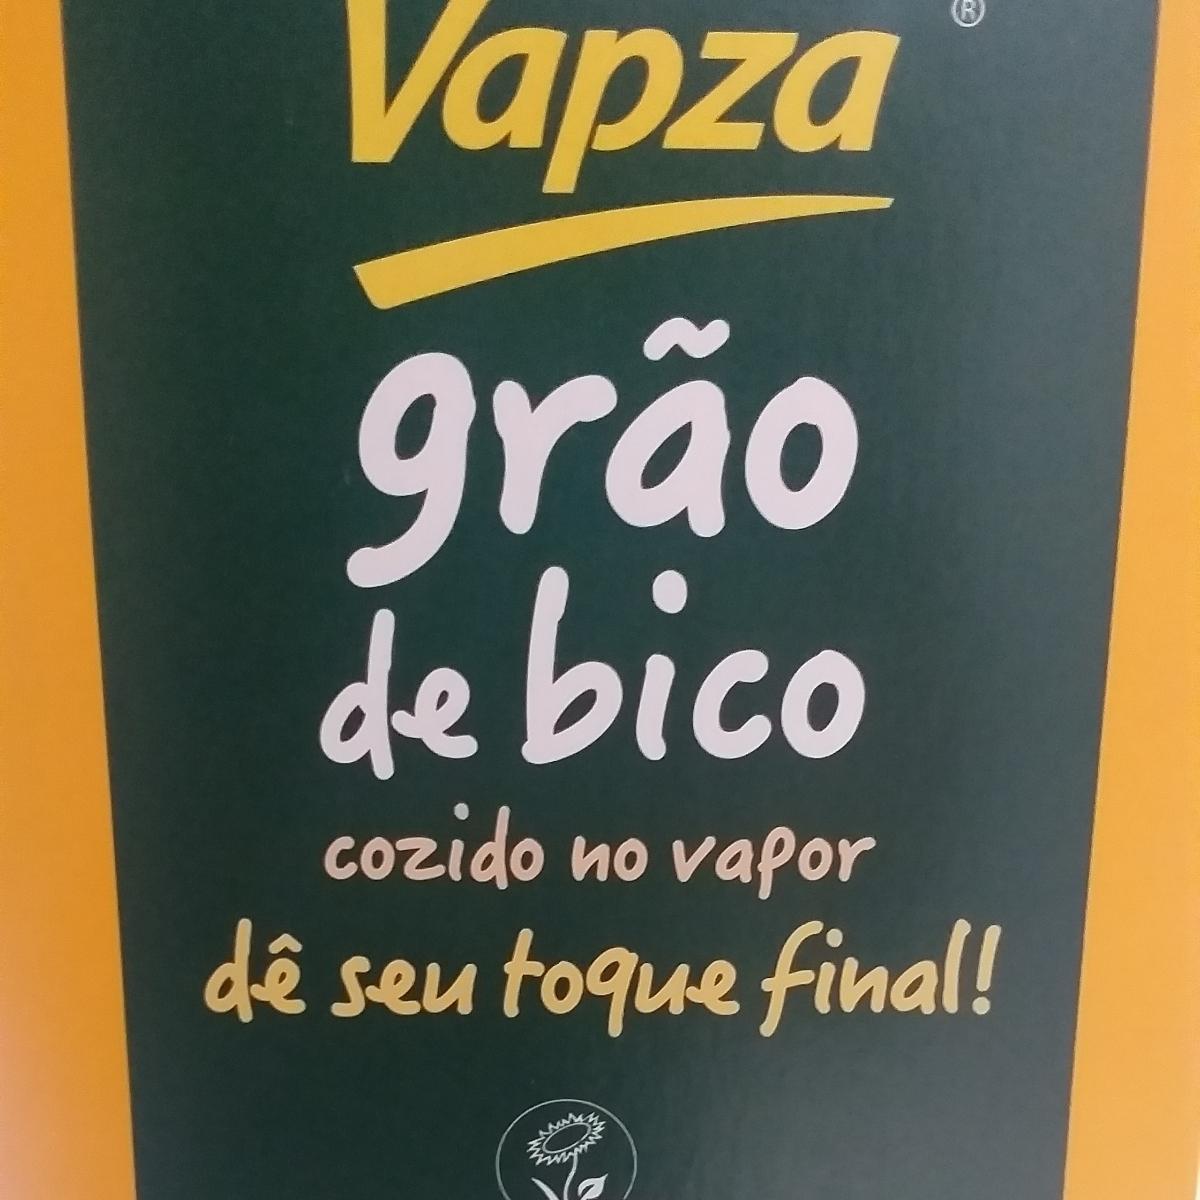 Vapza ®
grão
de bico
cozido no vapor
dê seu toque final!